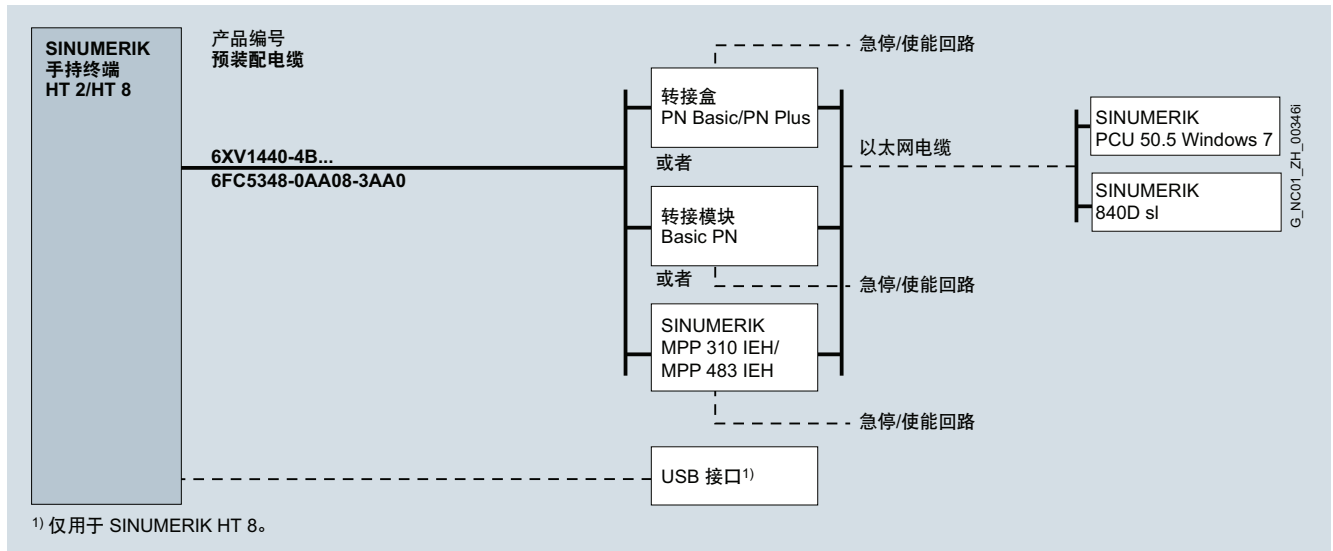 SINUMERIK
手持终端
HT 2/HT 8
产品编号
预装配电缆
6XV1440-4B...
6FC5348-0AA08-3AA0
急停/使能回路
转接盒
PN Basic/PN Plus
或者
转接模块
Basic PN
或者
急停/使能回路
SINUMERIK
MPP 310 IEH/
MPP 483 IEH
急停/使能回路
USB 接口1)
以太网电缆
SINUMERIK
PCU 50.5 Windows 7
SINUMERIK
840D sl
G_NC01_ZH_00346i
1) 仅用于 SINUMERIK HT 8。